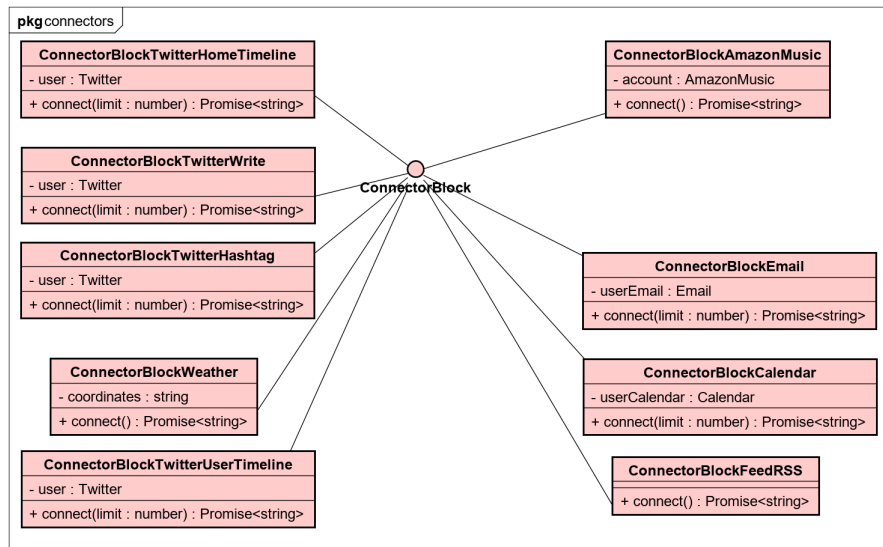 pkg connectors
ConnectorBlockTwitterHomeTimeline
- user : Twitter
+ connect(limit : number) : Promise<string>
ConnectorBlockAmazonMusic
- account : AmazonMusic
+ connect() : Promise<string>
ConnectorBlockTwitterWrite
- user : Twitter
+ connect(limit : number) : Promise<string>
ConnectorBlock
ConnectorBlockTwitterHashtag
- user : Twitter
+ connect(limit : number) : Promise<string>
ConnectorBlockEmail
- userEmail : Email
+ connect(limit : number) : Promise<string>
ConnectorBlockWeather
- coordinates : string
+ connect() : Promise<string>
ConnectorBlockCalendar
- userCalendar : Calendar
+ connect(limit : number) : Promise<string>
ConnectorBlockTwitterUserTimeline
- user : Twitter
+ connect(limit : number) : Promise<string>
ConnectorBlockFeedRSS
+ connect() : Promise<string>